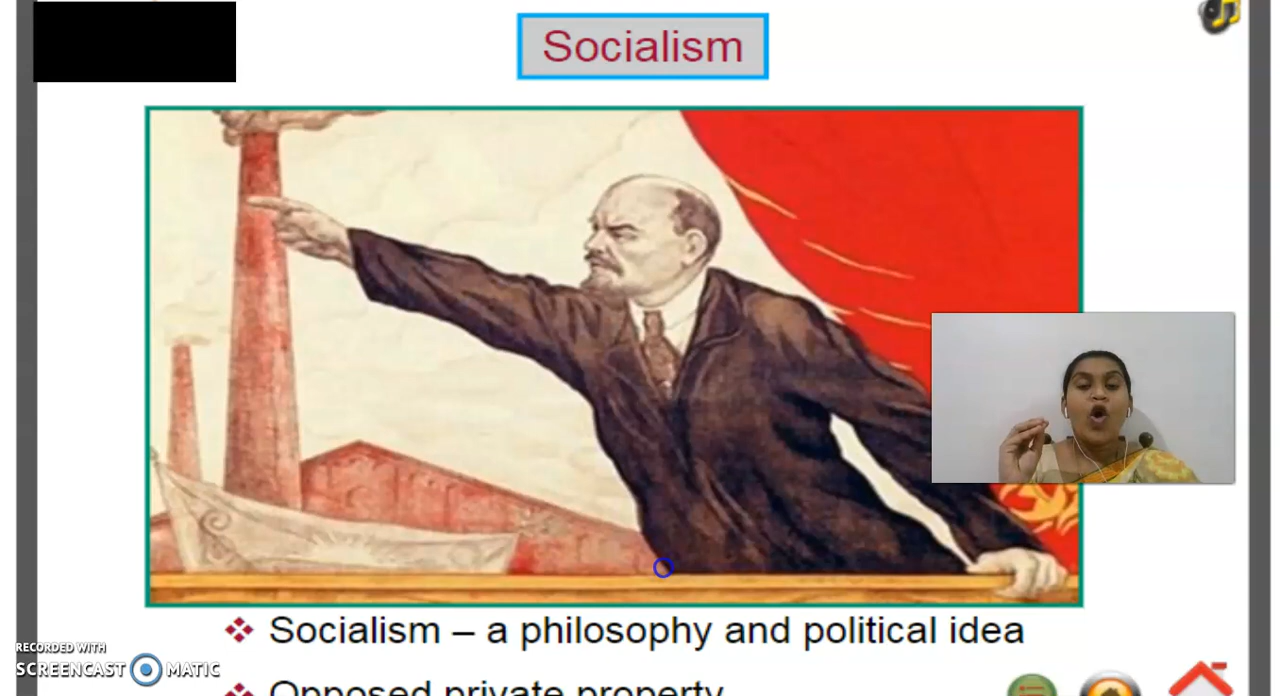 Socialism
❖ Socialism – a philosophy and political idea
❖ Opposed private property
RECORDED WITH
SCREENCAST MATIC